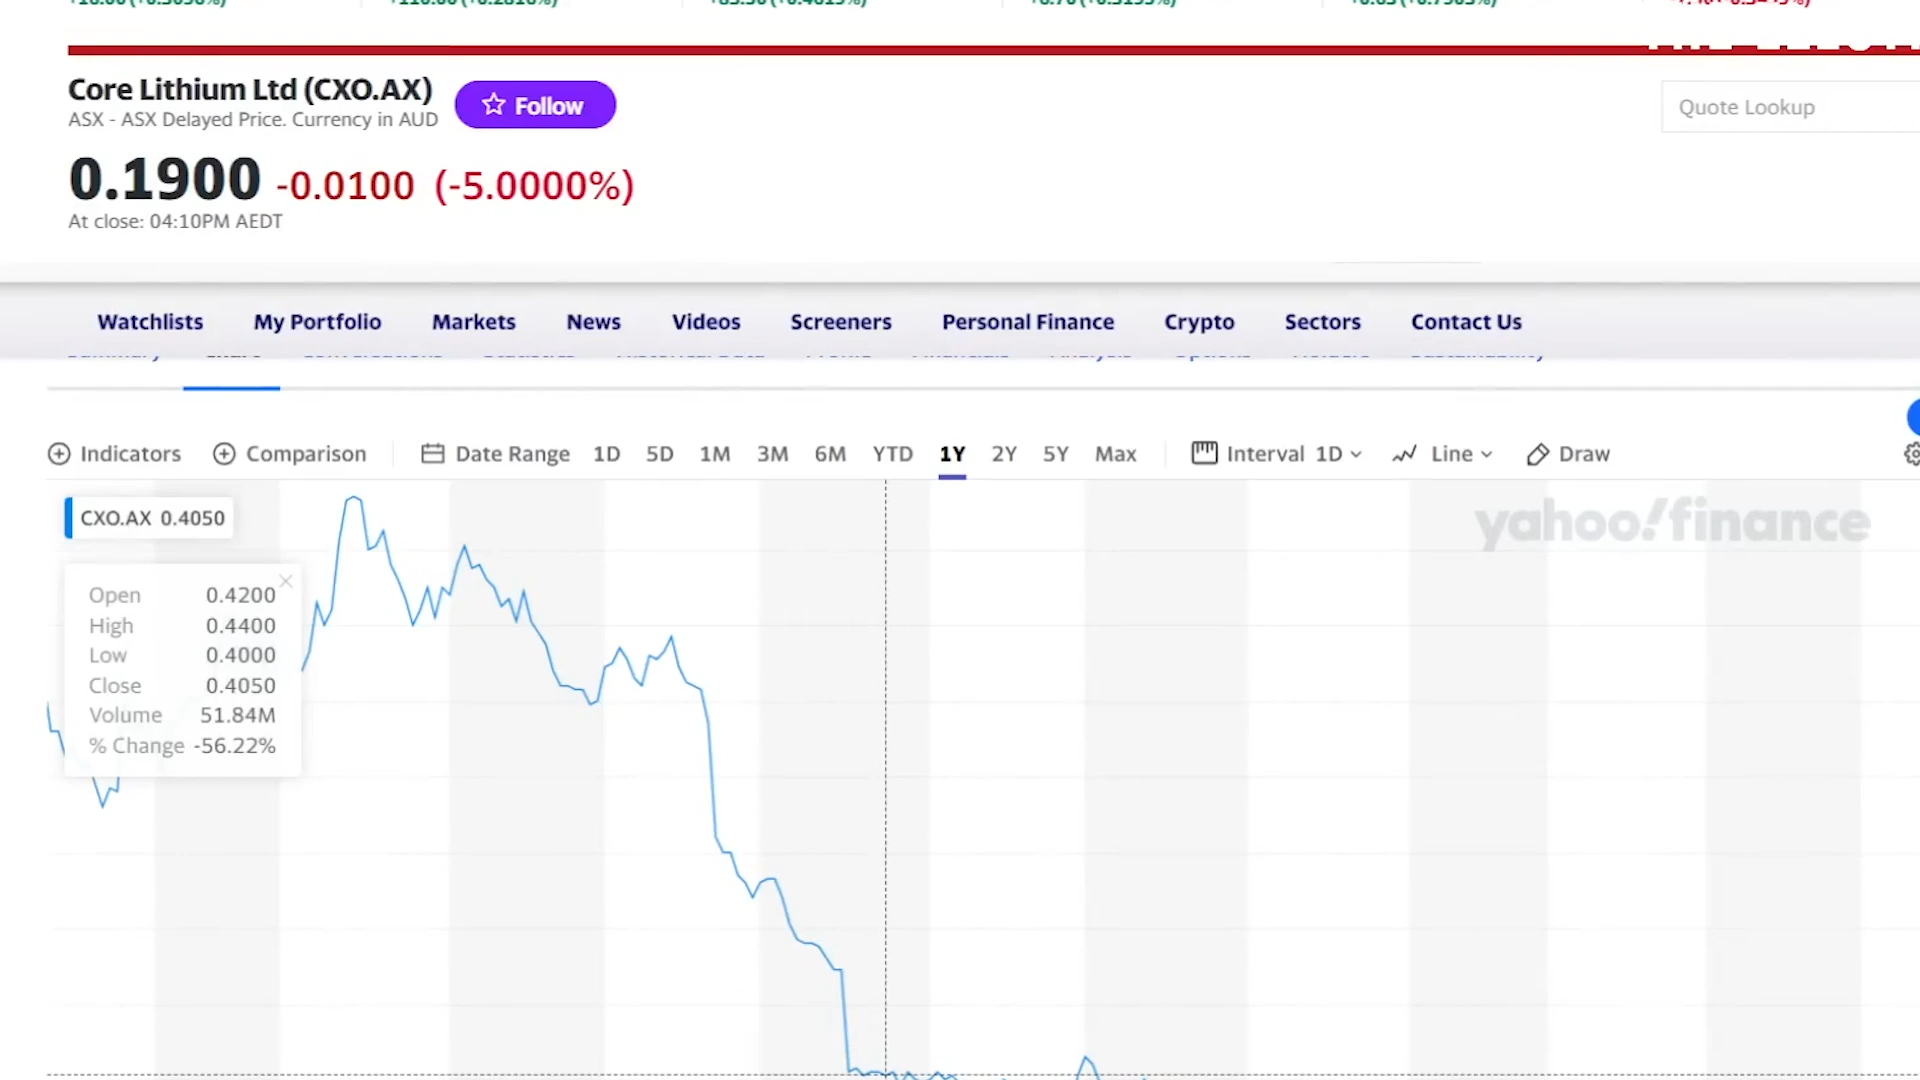 Core Lithium Ltd (CXO.AX)
Follow
ASX - ASX Delayed Price. Currency in AUD
Quote Lookup
0.1900 -0.0100 (-5.0000%)
At close: 04:10PM AEDT
Watchlists My Portfolio Markets News Videos Screeners Personal Finance Crypto Sectors Contact Us
Indicators Comparison Date Range 1D 5D 1M 3M 6M YTD 1Y 2Y 5Y Max Interval 1D Line Draw
CXO.AX 0.4050
yahoo!finance
Open 0.4200
High 0.4400
Low 0.4000
Close 0.4050
Volume 51.84M
% Change -56.22%